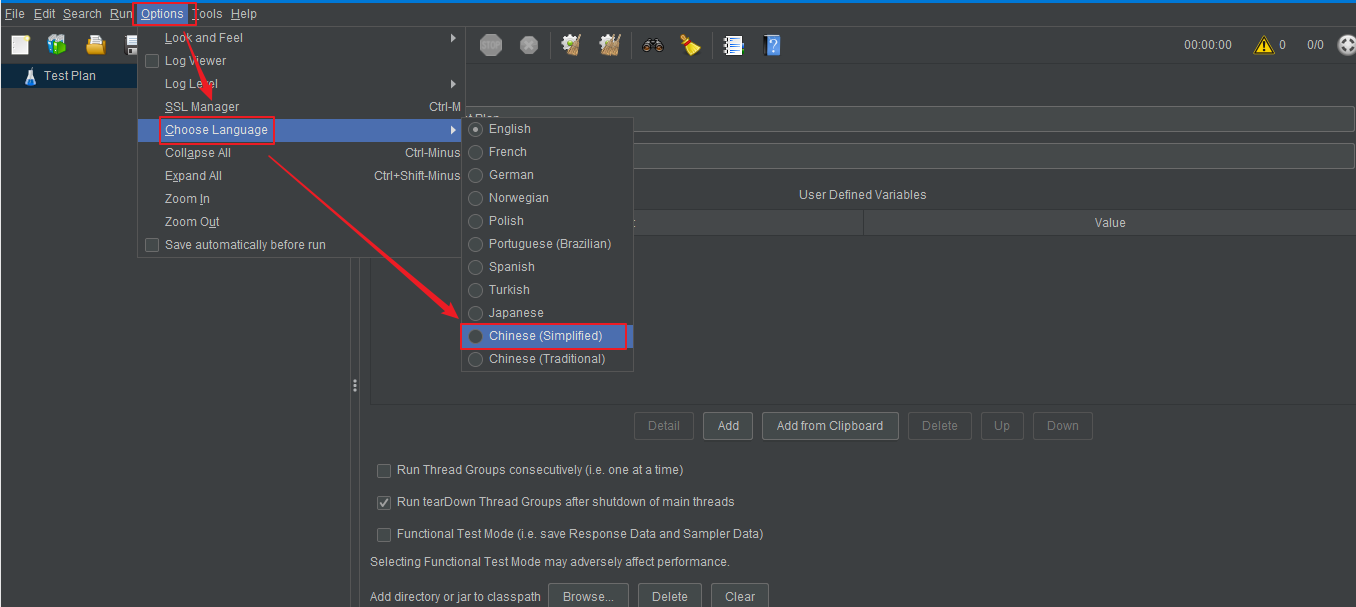 File Edit Search Run Options Tools Help
STOP
00:00:00 0 0/0
Test Plan
Look and Feel
Log Viewer
Log Level
SSL Manager Ctrl-M
Choose Language
Collapse All Ctrl-Minus
Expand All Ctrl+Shift-Minus
Zoom In
Zoom Out
Save automatically before run
English
French
German
Norwegian
Polish
Portuguese (Brazilian)
Spanish
Turkish
Japanese
Chinese (Simplified)
Chinese (Traditional)
User Defined Variables
Value
Detail Add Add from Clipboard Delete Up Down
Run Thread Groups consecutively (i.e. one at a time)
Run tearDown Thread Groups after shutdown of main threads
Functional Test Mode (i.e. save Response Data and Sampler Data)
Selecting Functional Test Mode may adversely affect performance.
Add directory or jar to classpath Browse... Delete Clear